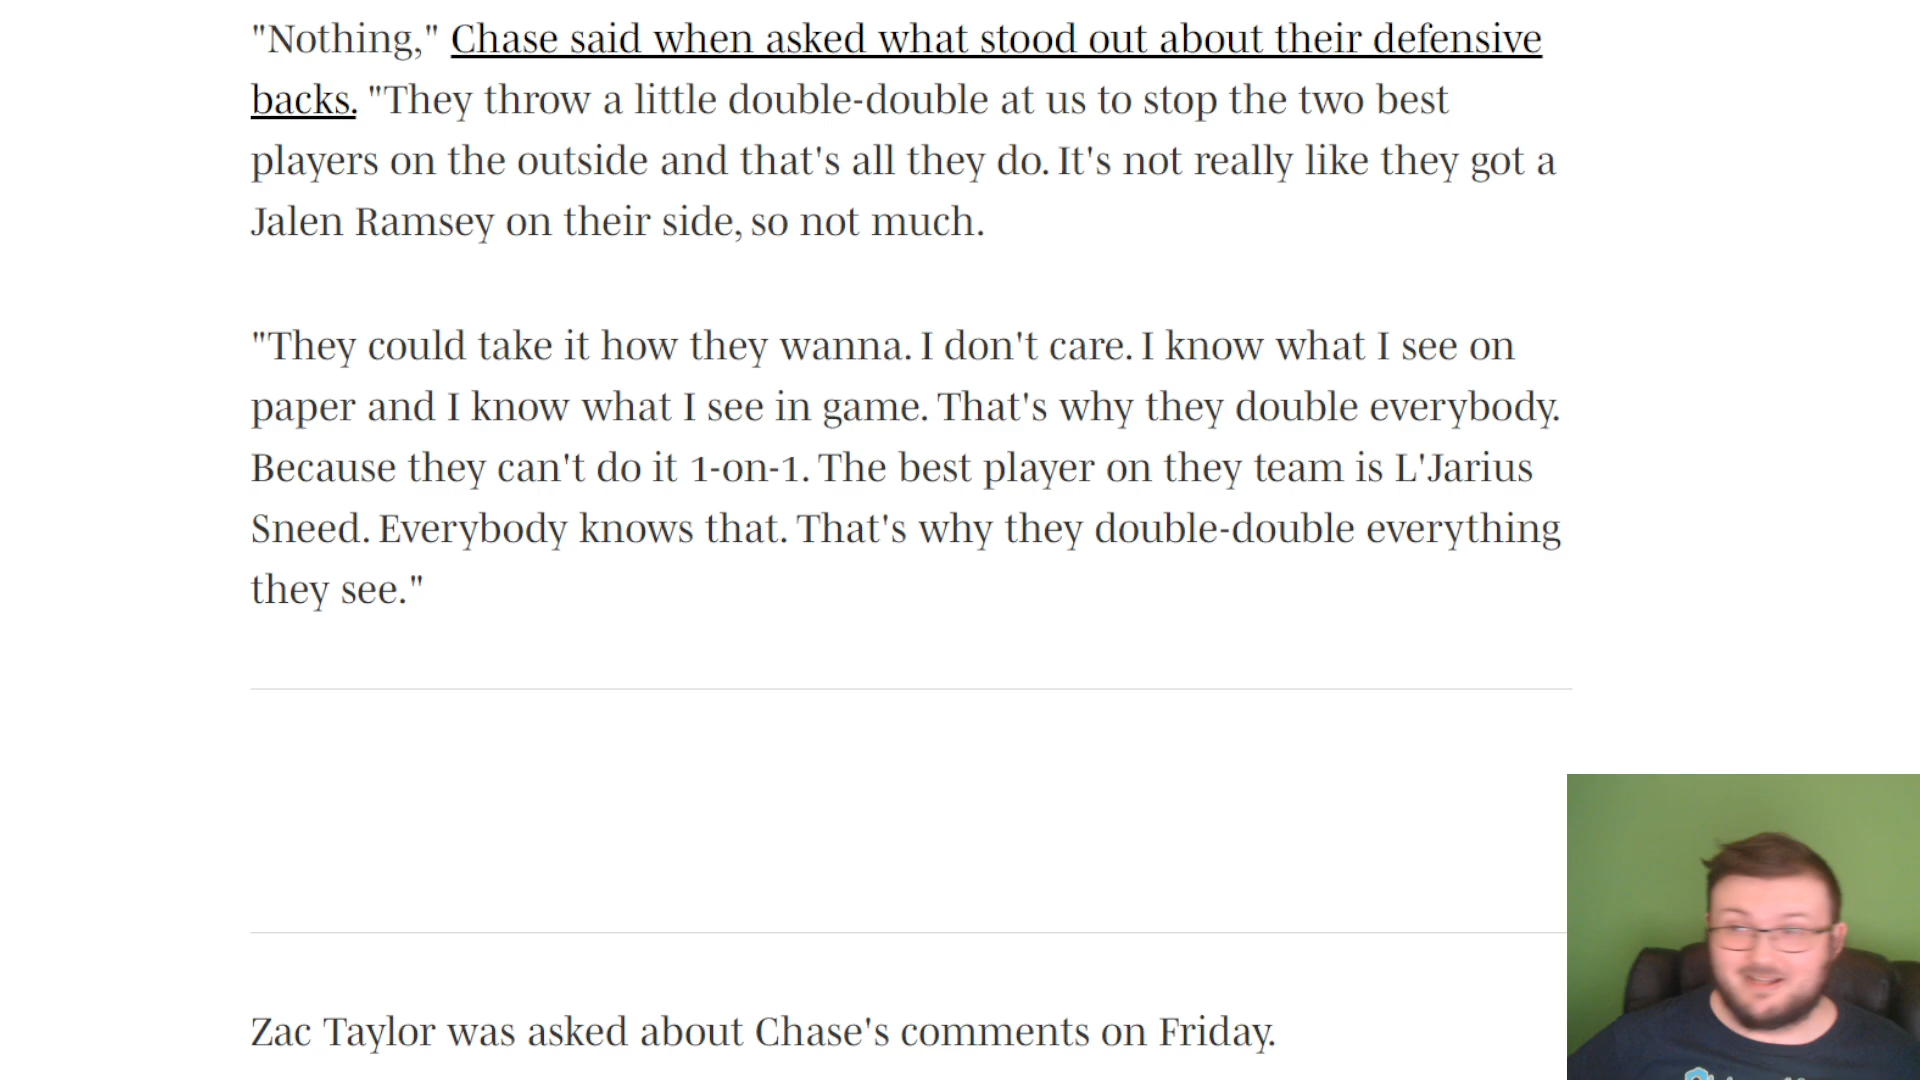 "Nothing," Chase said when asked what stood out about their defensive
backs. "They throw a little double-double at us to stop the two best
players on the outside and that's all they do. It's not really like they got a
Jalen Ramsey on their side, so not much.
"They could take it how they wanna. I don't care. I know what I see on
paper and I know what I see in game. That's why they double everybody.
Because they can't do it 1-on-1. The best player on they team is L'Jarius
Sneed. Everybody knows that. That's why they double-double everything
they see."
Zac Taylor was asked about Chase's comments on Friday.